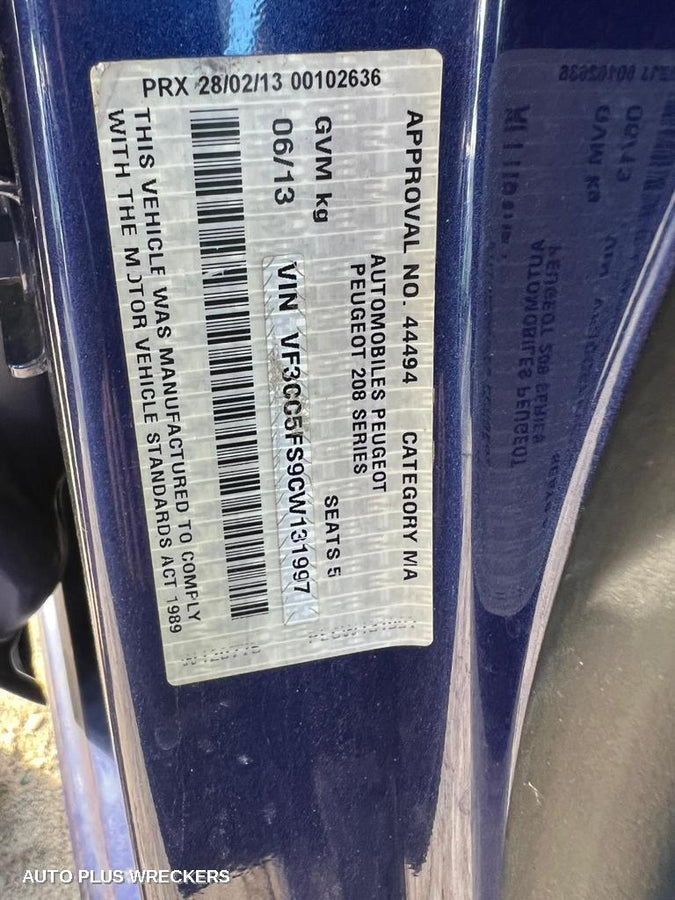 PRX 28/02/13 00102636
APPROVAL NO. 44494 CATEGORY MA
AUTOMOBILES PEUGEOT
PEUGEOT 208 SERIES
GVM kg SEATS 5
06/13 VIN VF3CC5FS9CW131997
THIS VEHICLE WAS MANUFACTURED TO COMPLY
WITH THE MOTOR VEHICLE STANDARDS ACT 1989
AUTO PLUS WRECKERS